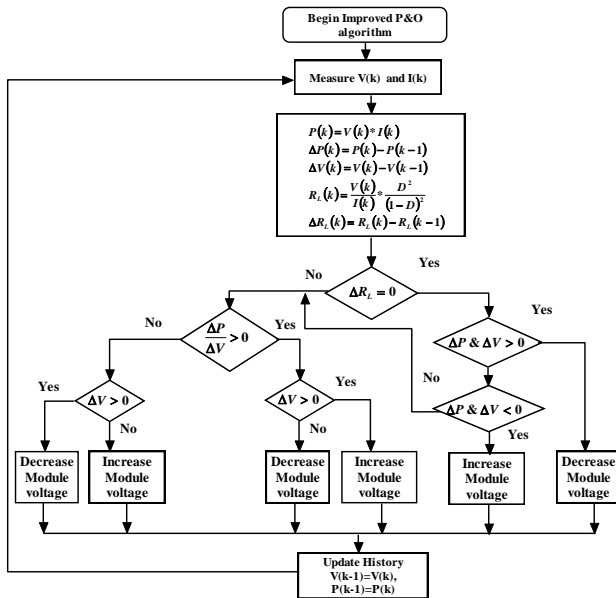 Begin Improved P&O
algorithm
Measure V(k) and I(k)
P(k)=V(k)*I(k)
ΔP(k)=P(k)−P(k−1)
ΔV(k)=V(k)−V(k−1)
R_L(k)=V(k)/I(k)*D²/(1−D)²
ΔR_L(k)=R_L(k)−R_L(k−1)
No
ΔR_L=0
Yes
No
ΔP/ΔV>0
Yes
ΔP & ΔV>0
Yes
Yes
ΔV>0
No
ΔV>0
Yes
No
No
ΔP & ΔV<0
Yes
Decrease
Module
voltage
Increase
Module
voltage
Decrease
Module
voltage
Increase
Module
voltage
Increase
Module
voltage
Decrease
Module
voltage
Update History
V(k-1)=V(k),
P(k-1)=P(k)